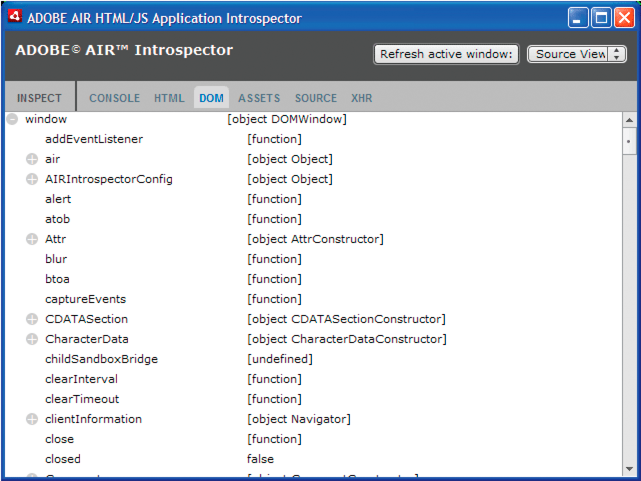 ADOBE AIR HTML/JS Application Introspector
ADOBE© AIR™ Introspector Refresh active window: Source View
INSPECT CONSOLE HTML DOM ASSETS SOURCE XHR
window [object DOMWindow]
addEventListener [function]
air [object Object]
AIRIntrospectorConfig [object Object]
alert [function]
atob [function]
Attr [object AttrConstructor]
blur [function]
btoa [function]
captureEvents [function]
CDATASection [object CDATASectionConstructor]
CharacterData [object CharacterDataConstructor]
childSandboxBridge [undefined]
clearInterval [function]
clearTimeout [function]
clientInformation [object Navigator]
close [function]
closed false